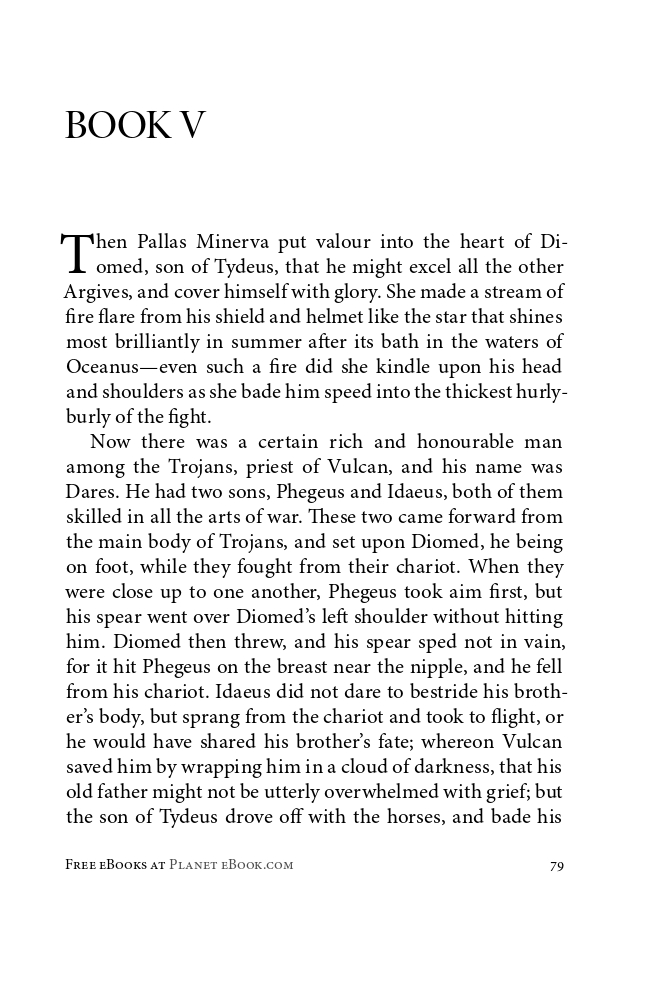 BOOK V
Then Pallas Minerva put valour into the heart of Di-
omed, son of Tydeus, that he might excel all the other
Argives, and cover himself with glory. She made a stream of
fire flare from his shield and helmet like the star that shines
most brilliantly in summer after its bath in the waters of
Oceanus—even such a fire did she kindle upon his head
and shoulders as she bade him speed into the thickest hurly-
burly of the fight.
Now there was a certain rich and honourable man
among the Trojans, priest of Vulcan, and his name was
Dares. He had two sons, Phegeus and Idaeus, both of them
skilled in all the arts of war. These two came forward from
the main body of Trojans, and set upon Diomed, he being
on foot, while they fought from their chariot. When they
were close up to one another, Phegeus took aim first, but
his spear went over Diomed’s left shoulder without hitting
him. Diomed then threw, and his spear sped not in vain,
for it hit Phegeus on the breast near the nipple, and he fell
from his chariot. Idaeus did not dare to bestride his broth-
er’s body, but sprang from the chariot and took to flight, or
he would have shared his brother’s fate; whereon Vulcan
saved him by wrapping him in a cloud of darkness, that his
old father might not be utterly overwhelmed with grief; but
the son of Tydeus drove off with the horses, and bade his
Free eBooks at Planet eBook.com 79